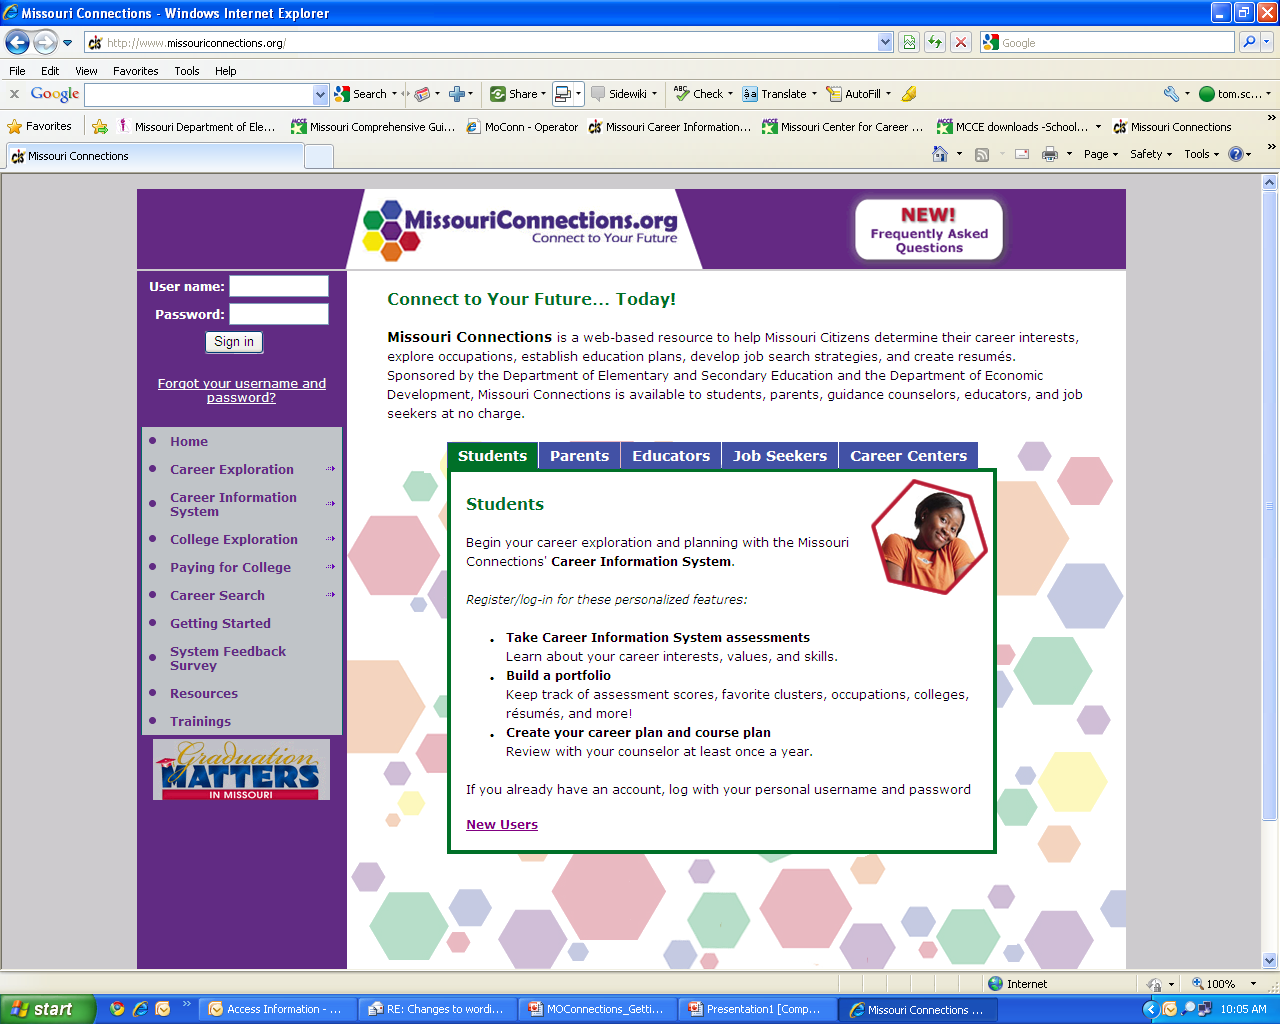 Missouri Connections - Windows Internet Explorer
http://www.missouriconnections.org/
Google
File Edit View Favorites Tools Help
x Google Search Share Sidewiki ABC Check Translate AutoFill tom.sc...
Favorites Missouri Department of Ele... Missouri Comprehensive Gui... MoConn - Operator Missouri Career Information... Missouri Center for Career ... MCCE downloads -School... Missouri Connections
Missouri Connections
Page Safety Tools
MissouriConnections.org
Connect to Your Future
NEW!
Frequently Asked
Questions
User name:
Password:
Sign in
Forgot your username and
password?
Home
Career Exploration
Career Information
System
College Exploration
Paying for College
Career Search
Getting Started
System Feedback
Survey
Resources
Trainings
Graduation
MATTERS
IN MISSOURI
Connect to Your Future... Today!
Missouri Connections is a web-based resource to help Missouri Citizens determine their career interests,
explore occupations, establish education plans, develop job search strategies, and create resumés.
Sponsored by the Department of Elementary and Secondary Education and the Department of Economic
Development, Missouri Connections is available to students, parents, guidance counselors, educators, and job
seekers at no charge.
Students Parents Educators Job Seekers Career Centers
Students
Begin your career exploration and planning with the Missouri
Connections' Career Information System.
Register/log-in for these personalized features:
• Take Career Information System assessments
Learn about your career interests, values, and skills.
• Build a portfolio
Keep track of assessment scores, favorite clusters, occupations, colleges,
résumés, and more!
• Create your career plan and course plan
Review with your counselor at least once a year.
If you already have an account, log with your personal username and password
New Users
Internet 100%
start Access Information - ... RE: Changes to wordi... MOConnections_Getti... Presentation1 [Comp... Missouri Connections ... 10:05 AM